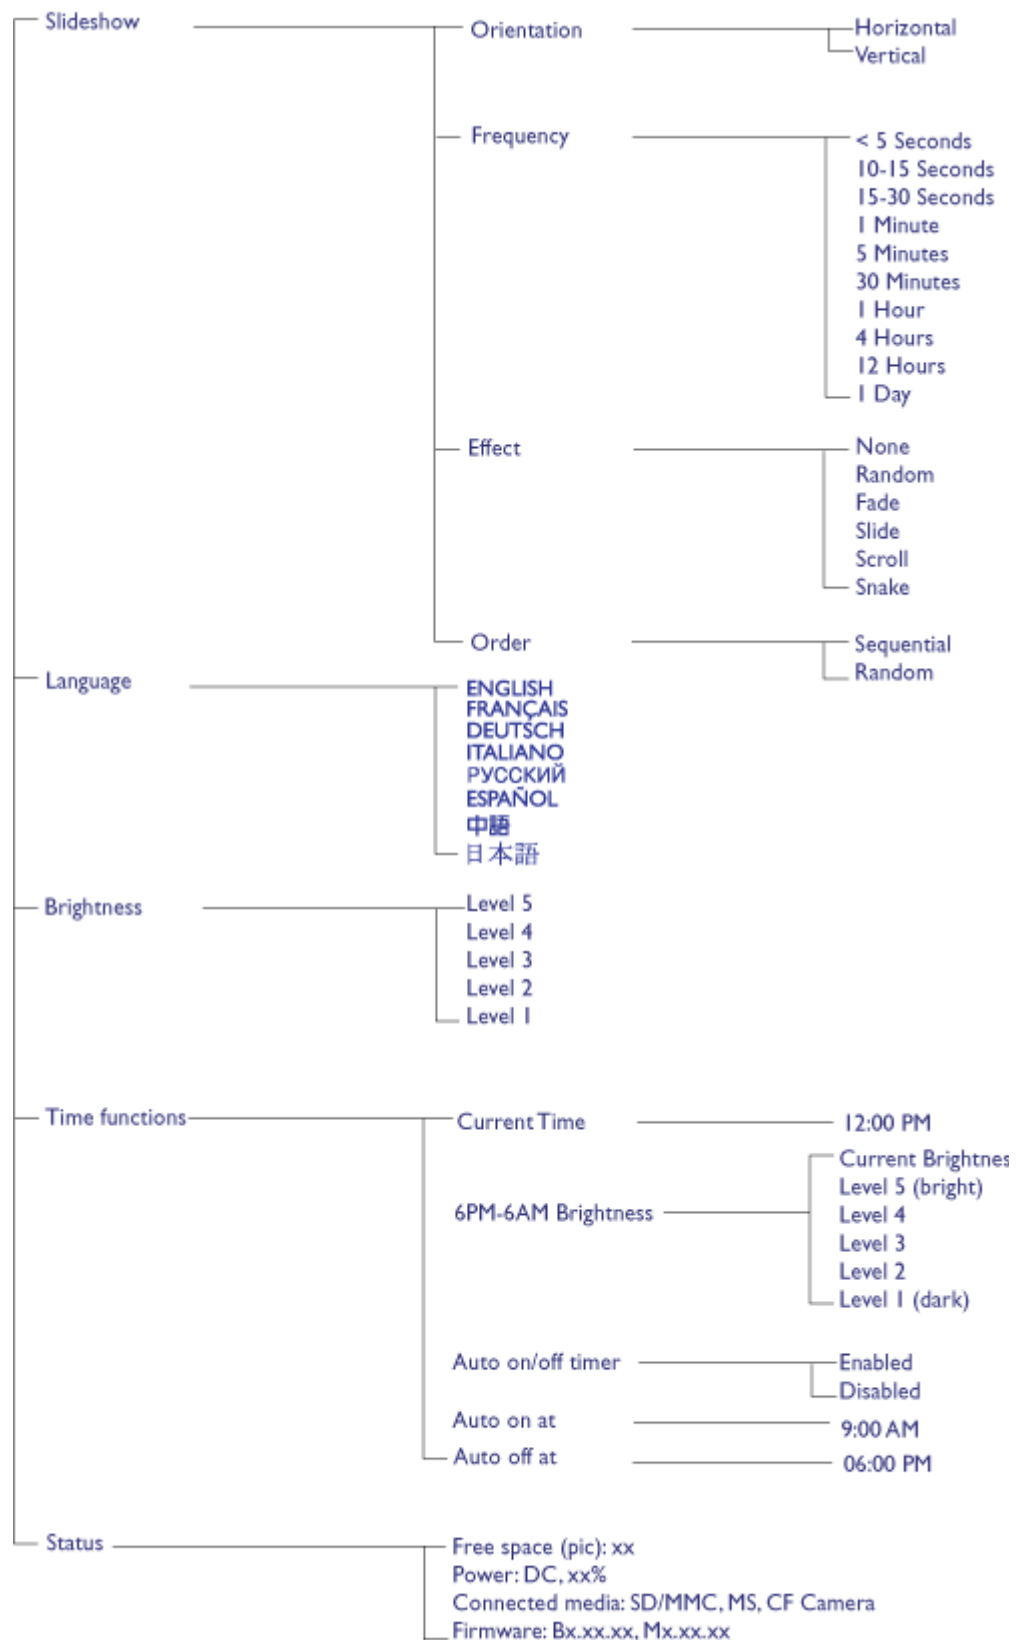 Slideshow
Orientation
Horizontal
Vertical
Frequency
< 5 Seconds
10-15 Seconds
15-30 Seconds
1 Minute
5 Minutes
30 Minutes
1 Hour
4 Hours
12 Hours
1 Day
Effect
None
Random
Fade
Slide
Scroll
Snake
Order
Sequential
Random
Language
ENGLISH
FRANÇAIS
DEUTSCH
ITALIANO
РУССКИЙ
ESPAÑOL
中語
日本語
Brightness
Level 5
Level 4
Level 3
Level 2
Level 1
Time functions
Current Time
12:00 PM
6PM-6AM Brightness
Current Brightnes
Level 5 (bright)
Level 4
Level 3
Level 2
Level 1 (dark)
Auto on/off timer
Enabled
Disabled
Auto on at
9:00 AM
Auto off at
06:00 PM
Status
Free space (pic): xx
Power: DC, xx%
Connected media: SD/MMC, MS, CF Camera
Firmware: Bx.xx.xx, Mx.xx.xx